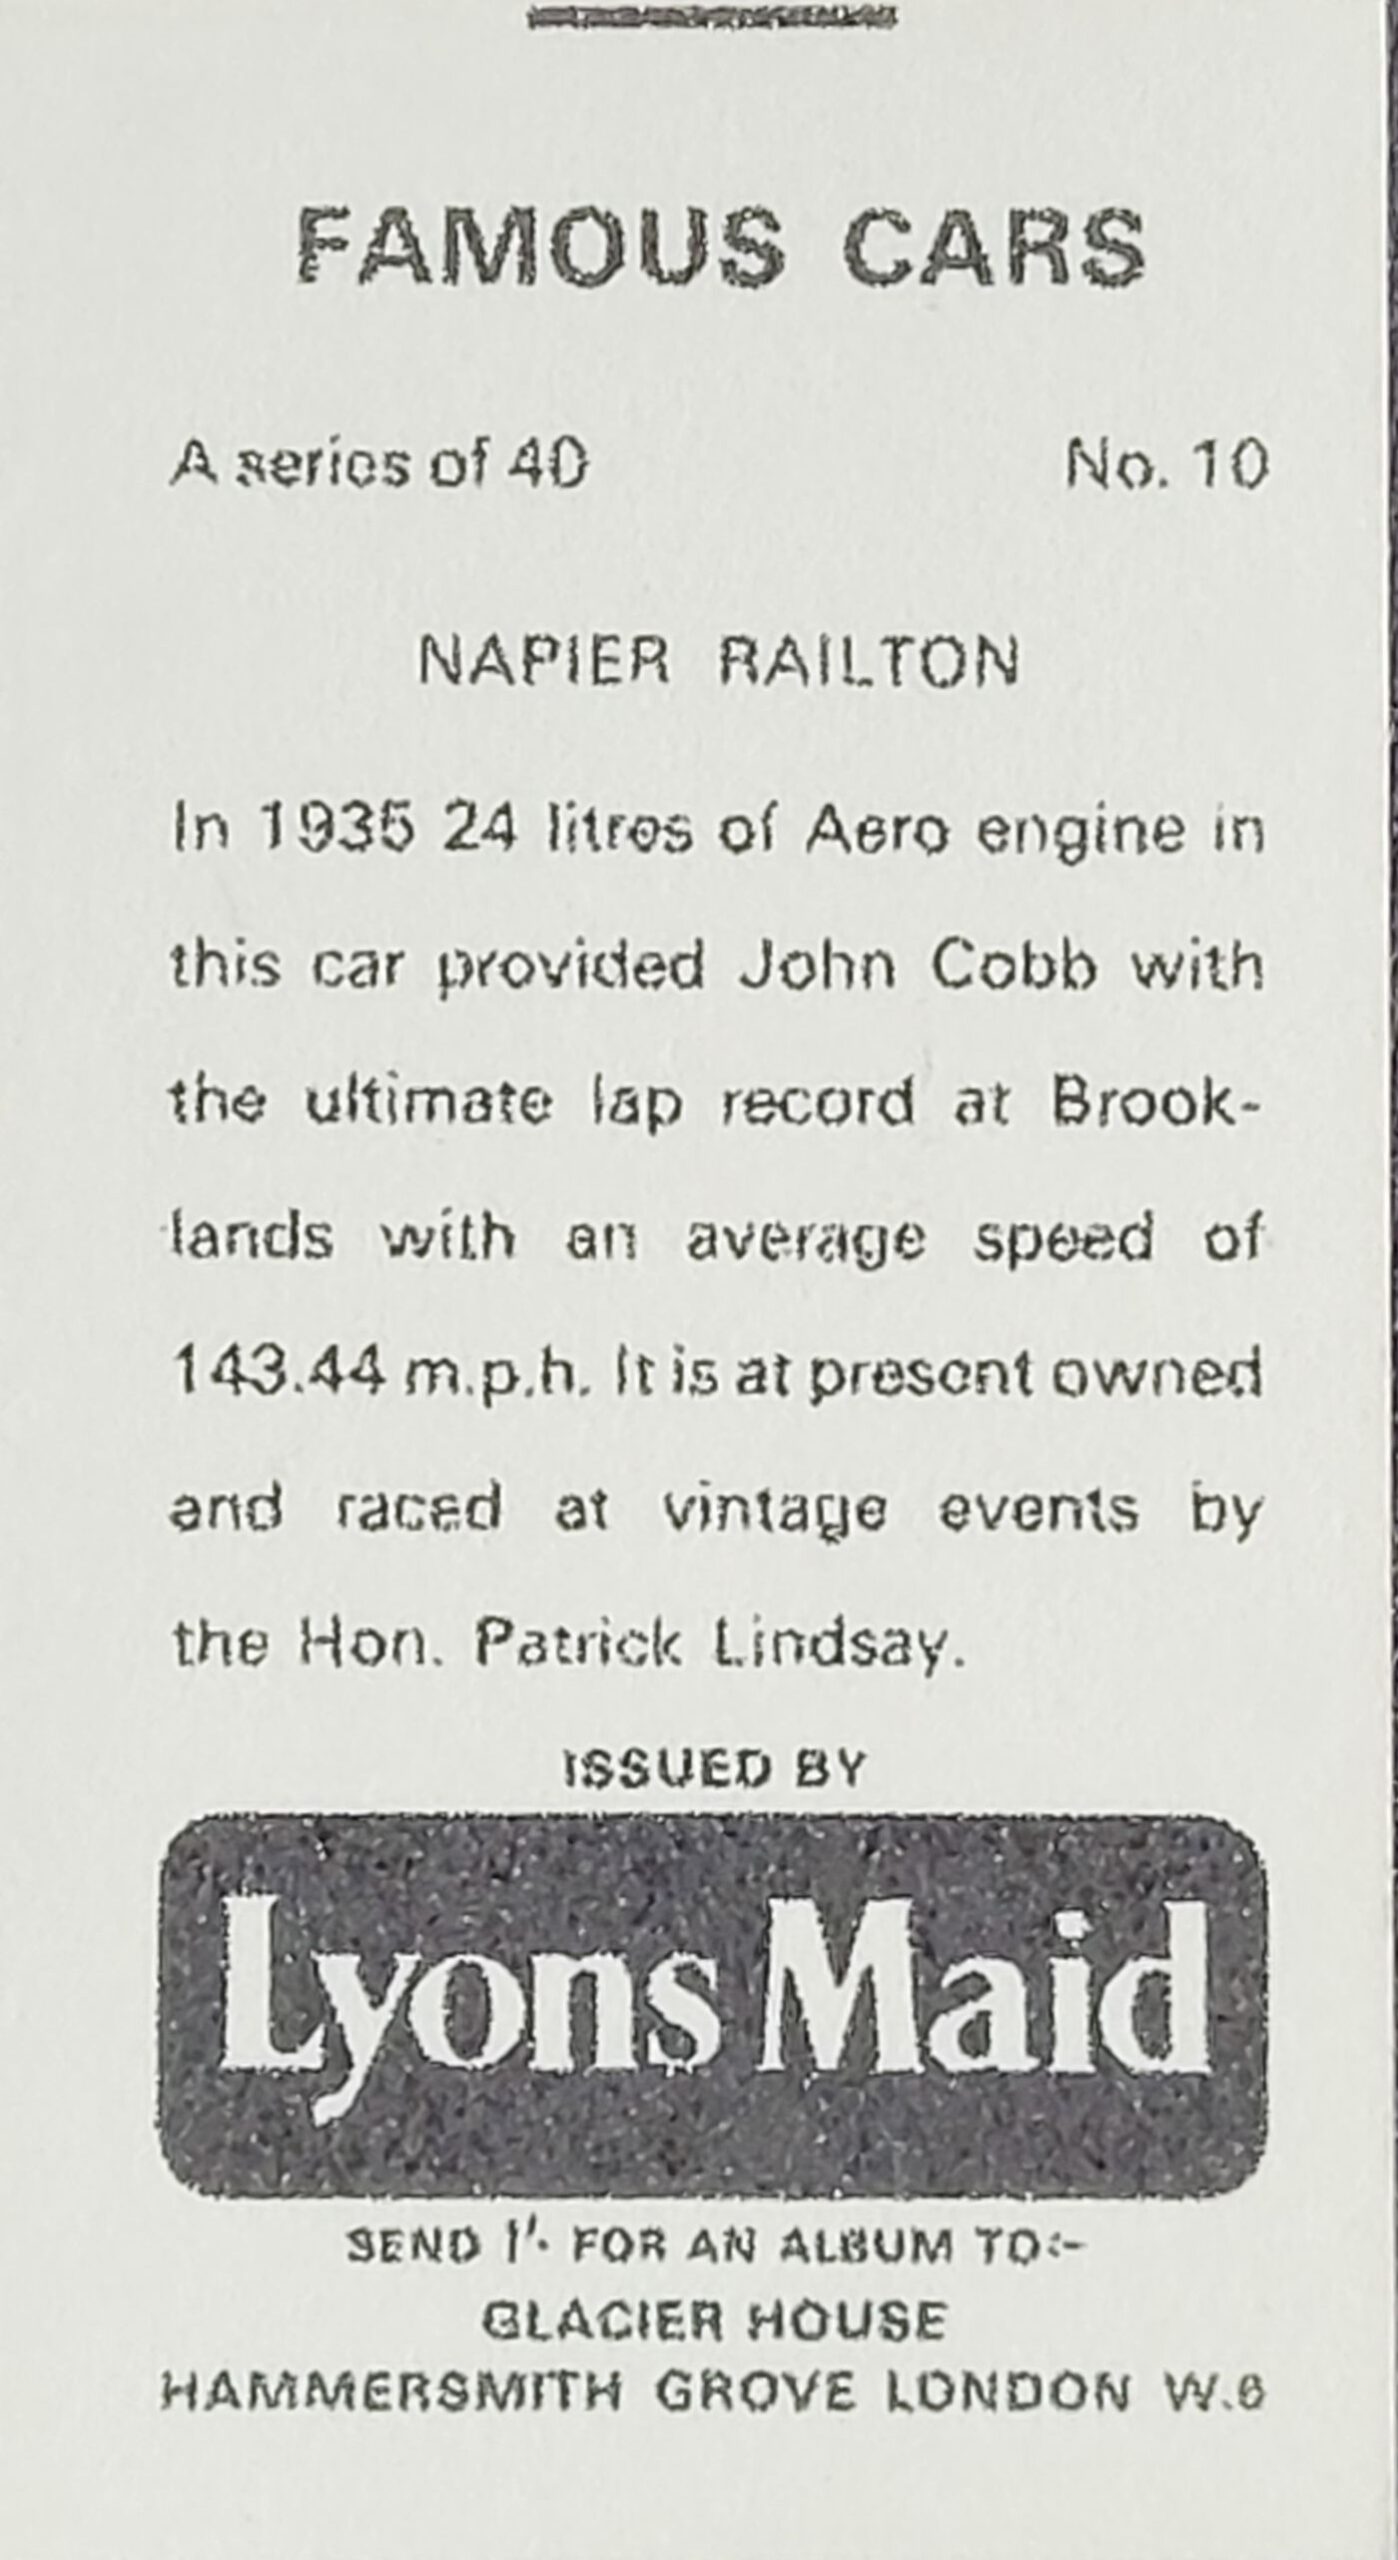 FAMOUS CARS
A series of 40 No. 10
NAPIER RAILTON
In 1935 24 litres of Aero engine in
this car provided John Cobb with
the ultimate lap record at Brook-
lands with an average speed of
143.44 m.p.h. It is at present owned
and raced at vintage events by
the Hon. Patrick Lindsay.
ISSUED BY
Lyons Maid
SEND 1/- FOR AN ALBUM TO:-
GLACIER HOUSE
HAMMERSMITH GROVE LONDON W.6